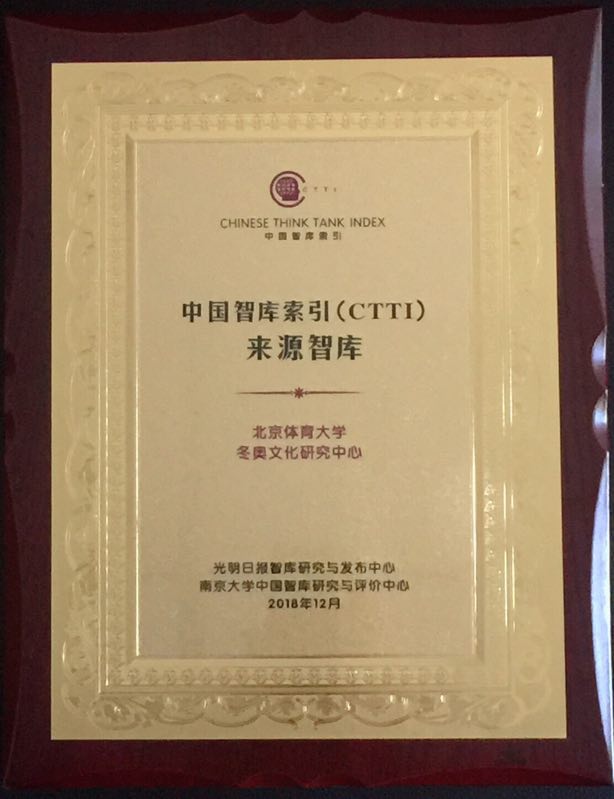 CTTI
CHINESE THINK TANK INDEX
中国智库索引
中国智库索引(CTTI)
来源智库
北京体育大学
冬奥文化研究中心
光明日报智库研究与发布中心
南京大学中国智库研究与评价中心
2018年12月